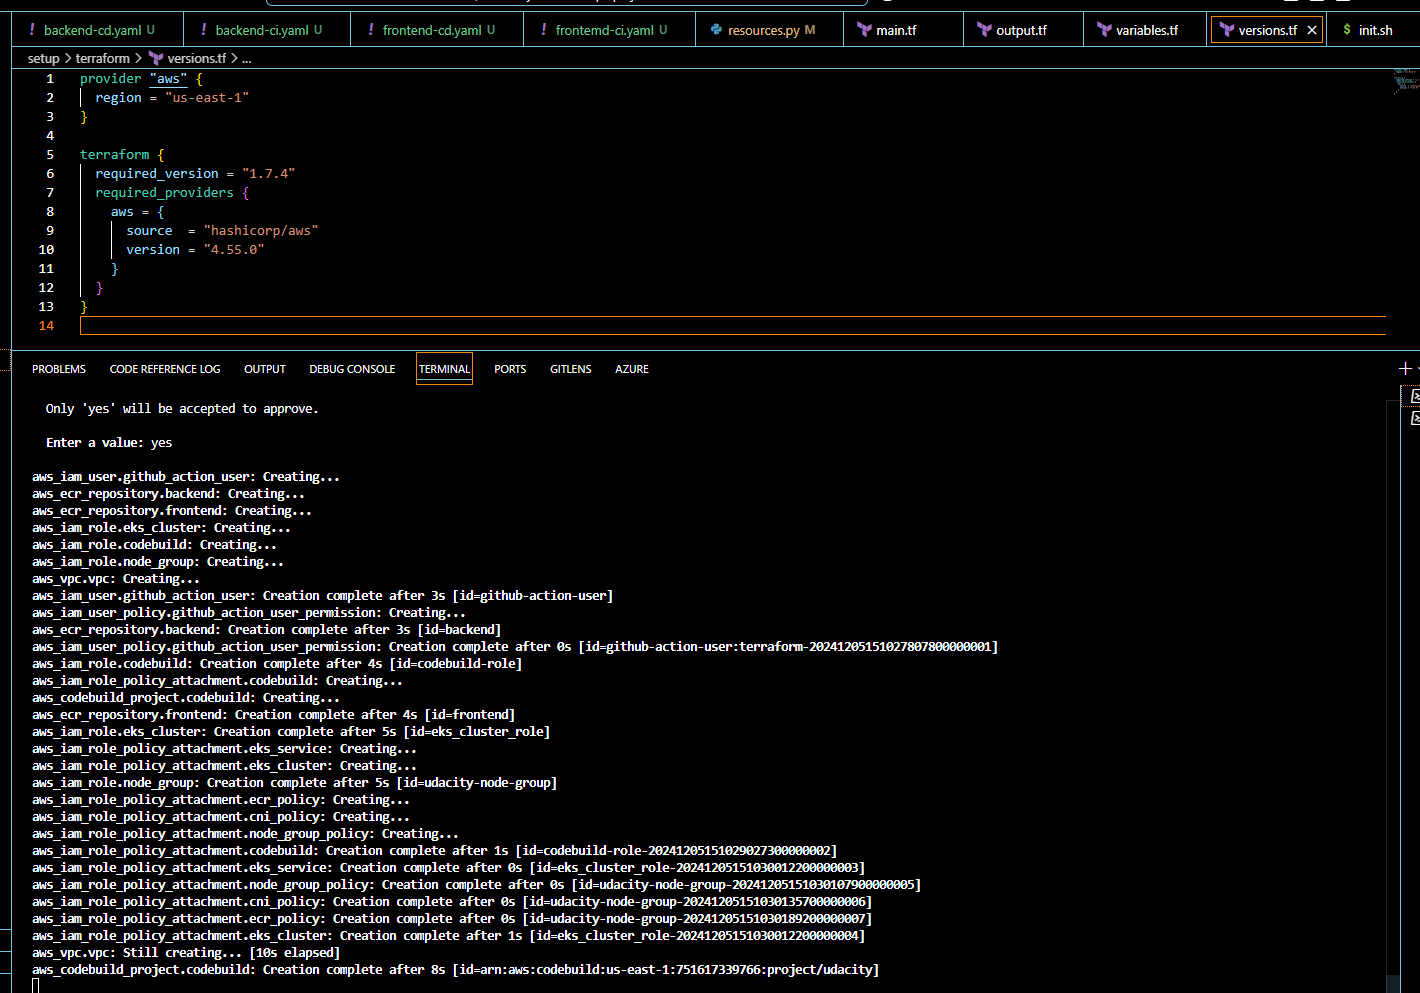 ! backend-cd.yaml U ! backend-ci.yaml U ! frontend-cd.yaml U ! frontemd-ci.yaml U resources.py M main.tf output.tf variables.tf versions.tf × $ init.sh
setup > terraform > versions.tf > ...
1 provider "aws" {
2 region = "us-east-1"
3 }
4
5 terraform {
6 required_version = "1.7.4"
7 required_providers {
8 aws = {
9 source = "hashicorp/aws"
10 version = "4.55.0"
11 }
12 }
13 }
14
PROBLEMS CODE REFERENCE LOG OUTPUT DEBUG CONSOLE TERMINAL PORTS GITLENS AZURE
Only 'yes' will be accepted to approve.
Enter a value: yes
aws_iam_user.github_action_user: Creating...
aws_ecr_repository.backend: Creating...
aws_ecr_repository.frontend: Creating...
aws_iam_role.eks_cluster: Creating...
aws_iam_role.codebuild: Creating...
aws_iam_role.node_group: Creating...
aws_vpc.vpc: Creating...
aws_iam_user.github_action_user: Creation complete after 3s [id=github-action-user]
aws_iam_user_policy.github_action_user_permission: Creating...
aws_ecr_repository.backend: Creation complete after 3s [id=backend]
aws_iam_user_policy.github_action_user_permission: Creation complete after 0s [id=github-action-user:terraform-20241205151027807800000001]
aws_iam_role.codebuild: Creation complete after 4s [id=codebuild-role]
aws_iam_role_policy_attachment.codebuild: Creating...
aws_codebuild_project.codebuild: Creating...
aws_ecr_repository.frontend: Creation complete after 4s [id=frontend]
aws_iam_role.eks_cluster: Creation complete after 5s [id=eks_cluster_role]
aws_iam_role_policy_attachment.eks_service: Creating...
aws_iam_role_policy_attachment.eks_cluster: Creating...
aws_iam_role.node_group: Creation complete after 5s [id=udacity-node-group]
aws_iam_role_policy_attachment.ecr_policy: Creating...
aws_iam_role_policy_attachment.cni_policy: Creating...
aws_iam_role_policy_attachment.node_group_policy: Creating...
aws_iam_role_policy_attachment.codebuild: Creation complete after 1s [id=codebuild-role-20241205151029027300000002]
aws_iam_role_policy_attachment.eks_service: Creation complete after 0s [id=eks_cluster_role-20241205151030012200000003]
aws_iam_role_policy_attachment.node_group_policy: Creation complete after 0s [id=udacity-node-group-20241205151030107900000005]
aws_iam_role_policy_attachment.cni_policy: Creation complete after 0s [id=udacity-node-group-20241205151030135700000006]
aws_iam_role_policy_attachment.ecr_policy: Creation complete after 0s [id=udacity-node-group-20241205151030189200000007]
aws_iam_role_policy_attachment.eks_cluster: Creation complete after 1s [id=eks_cluster_role-20241205151030012200000004]
aws_vpc.vpc: Still creating... [10s elapsed]
aws_codebuild_project.codebuild: Creation complete after 8s [id=arn:aws:codebuild:us-east-1:751617339766:project/udacity]